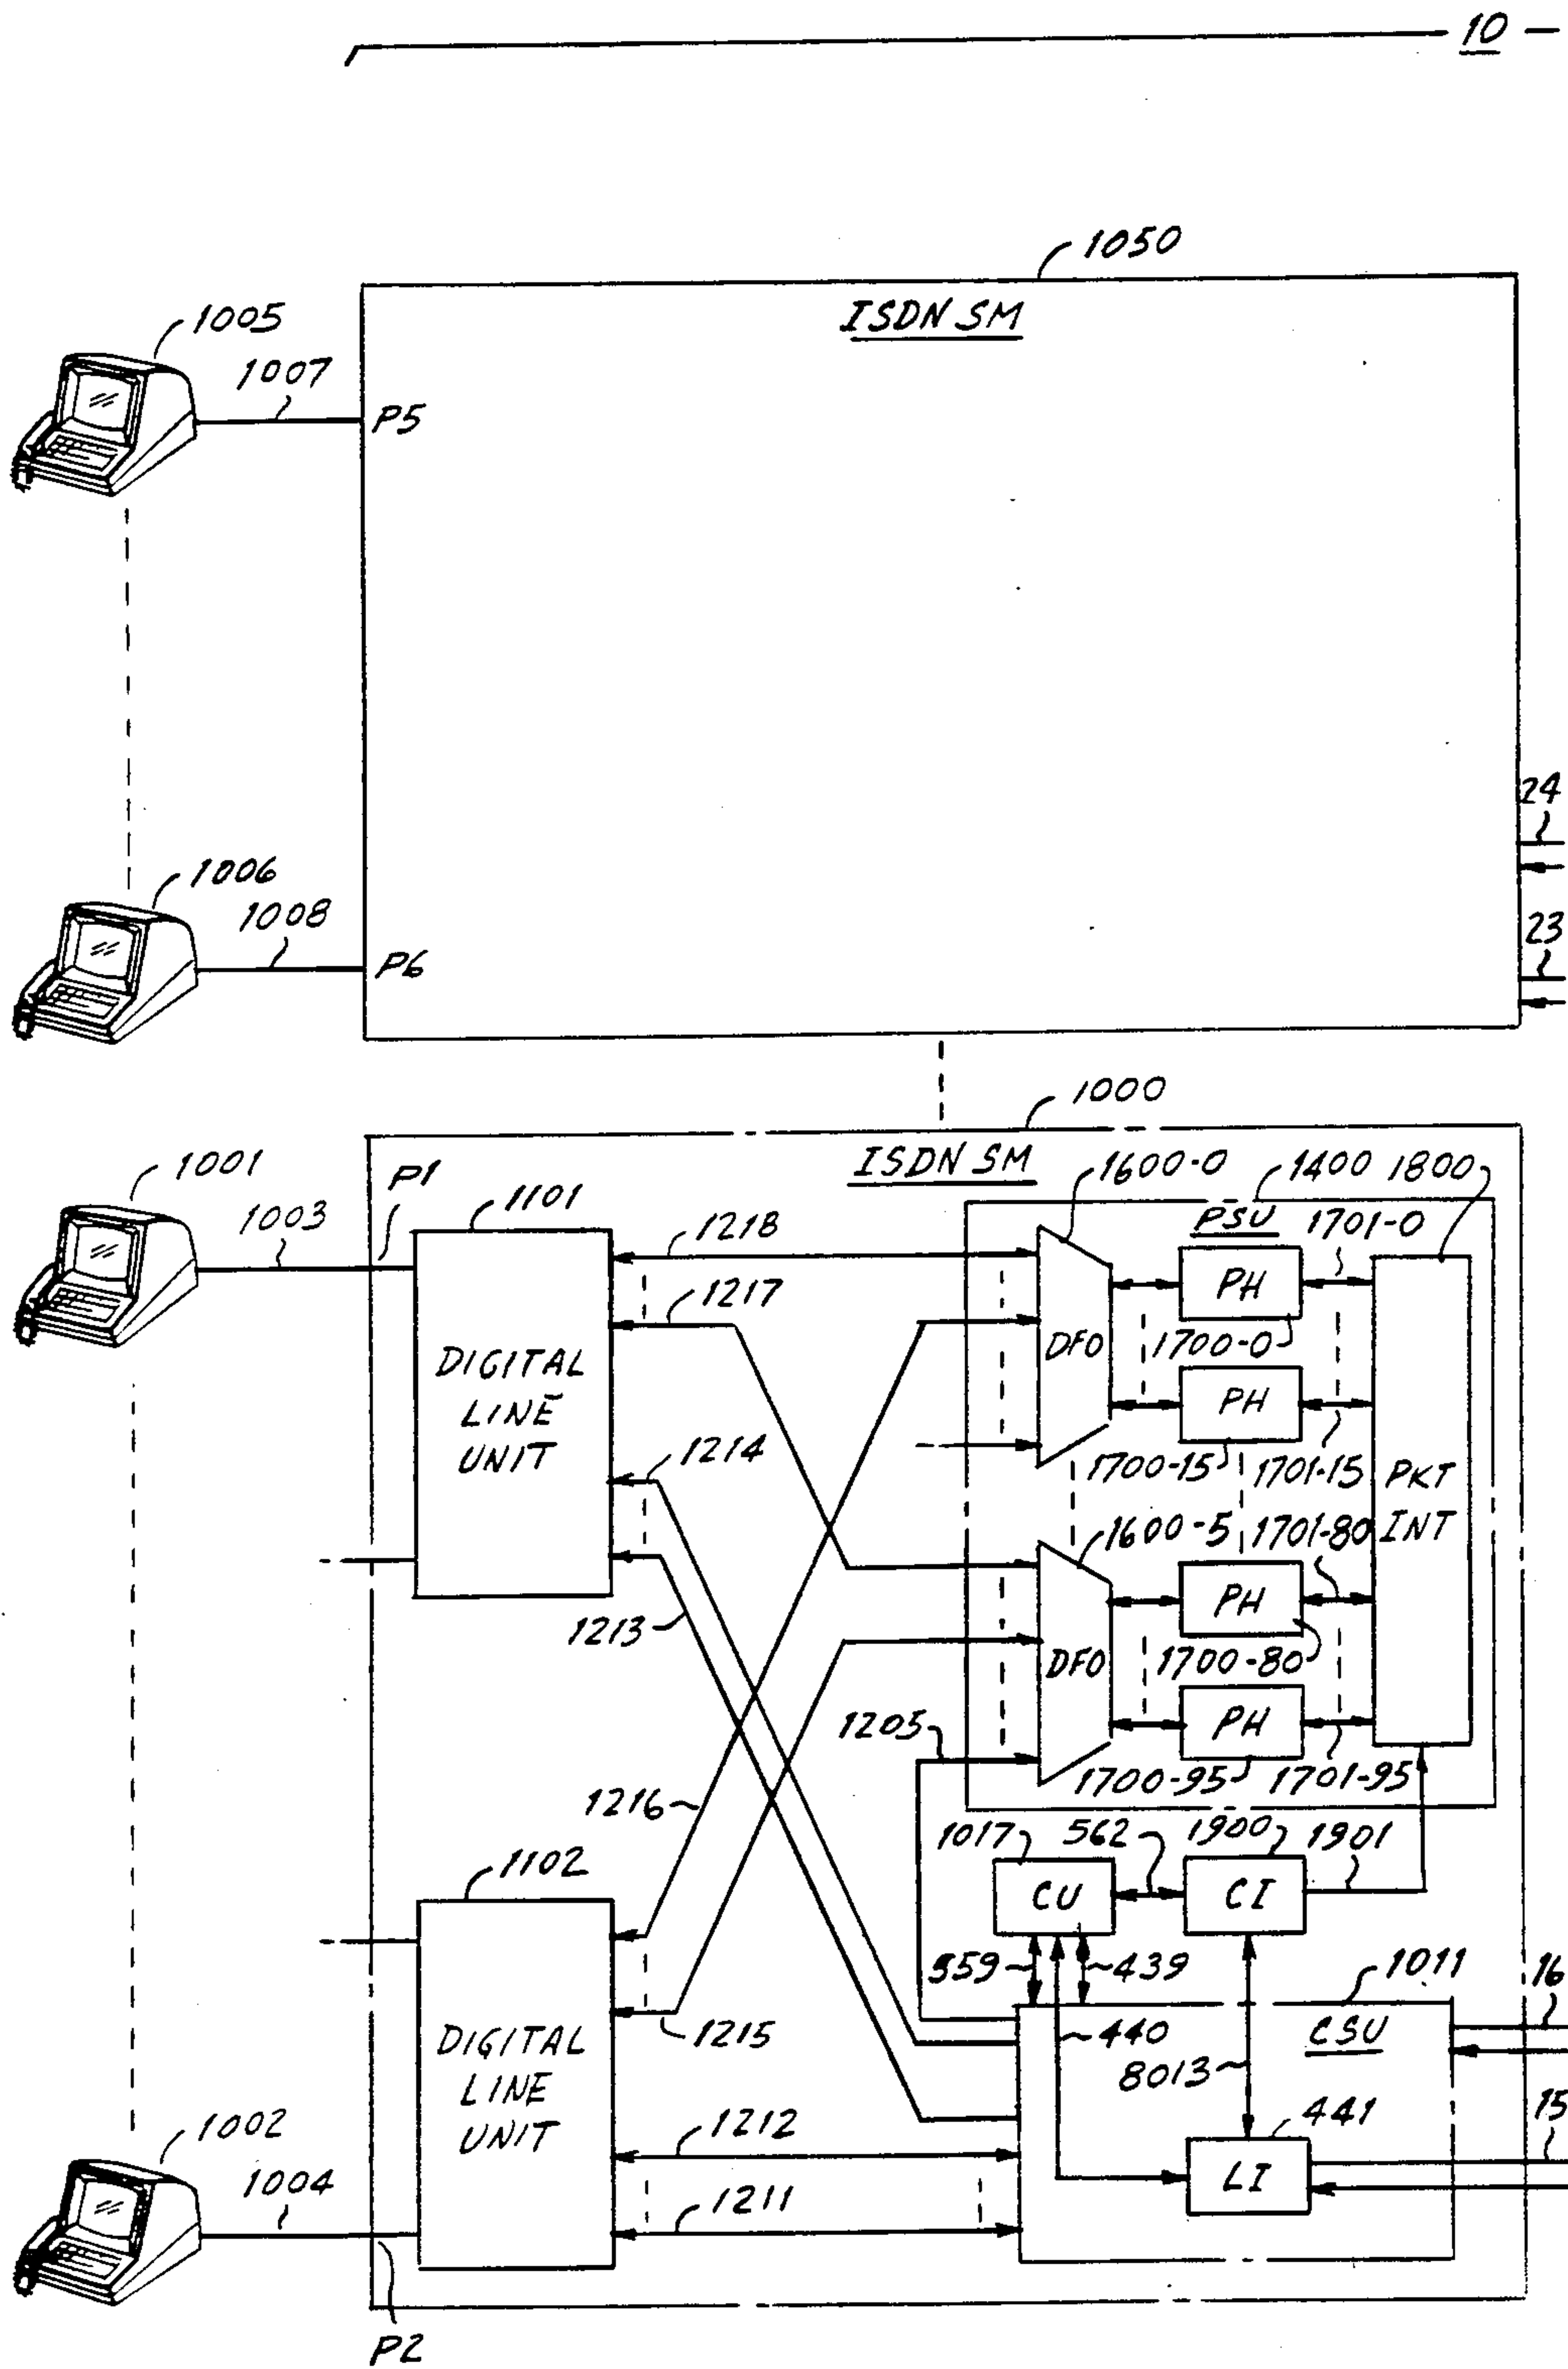 10
1050
ISDN SM
1005
1007
P5
24
1006
1008
P6
23
1000
ISDN SM
1600-0
1400
1800
1001
1003
P1
1101
1218
PSU
1701-0
PH
1217
DFO
1700-0
DIGITAL
LINE
UNIT
PH
1214
1700-15
1701-15
PKT
INT
1600-5
1701-80
PH
1213
DFO
1700-80
1205
PH
1216
1700-95
1701-95
1017
562
1900
1901
1102
CU
CI
559
439
1011
16
1215
440
CSU
DIGITAL
LINE
UNIT
8013
1002
1212
441
15
1004
LI
1211
P2